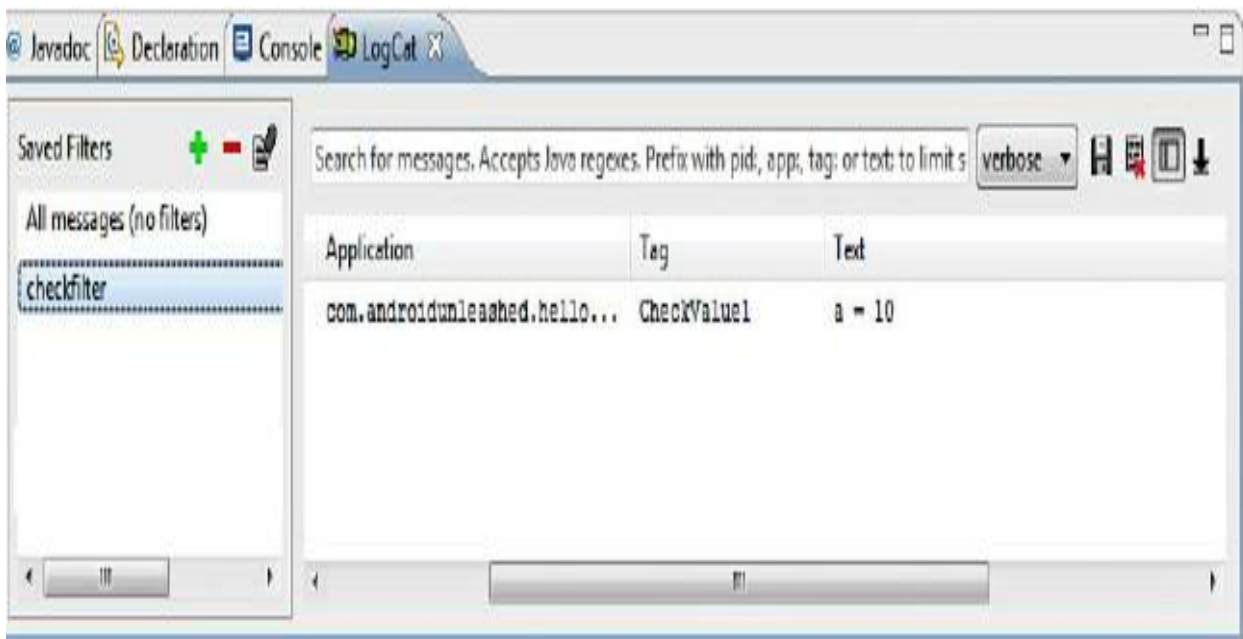 @ Javadoc Declaration Console LogCat
Saved Filters
Search for messages. Accepts Java regexes. Prefix with pid:, app:, tag: or text: to limit s
verbose
All messages (no filters)
checkfilter
Application Tag Text
com.androidunleashed.hello... CheckValue1 a = 10